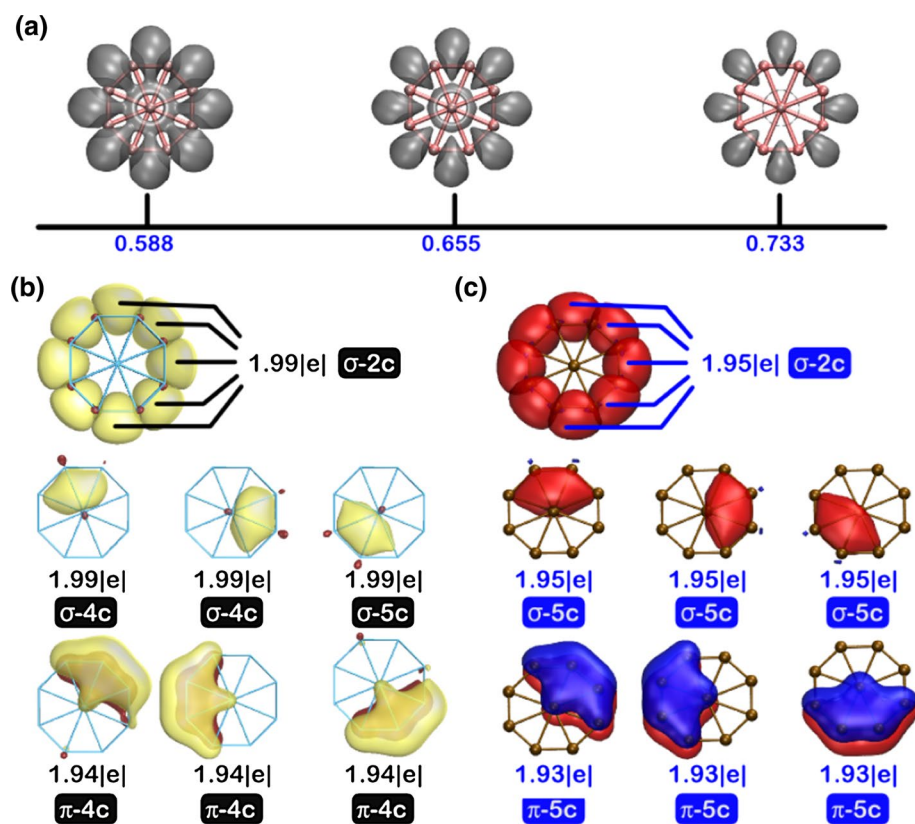 (a)
0.588 0.655 0.733
(b) (c)
1.99|e| σ-2c 1.95|e| σ-2c
1.99|e| 1.99|e| 1.99|e| 1.95|e| 1.95|e| 1.95|e|
σ-4c σ-4c σ-5c σ-5c σ-5c σ-5c
1.94|e| 1.94|e| 1.94|e| 1.93|e| 1.93|e| 1.93|e|
π-4c π-4c π-4c π-5c π-5c π-5c